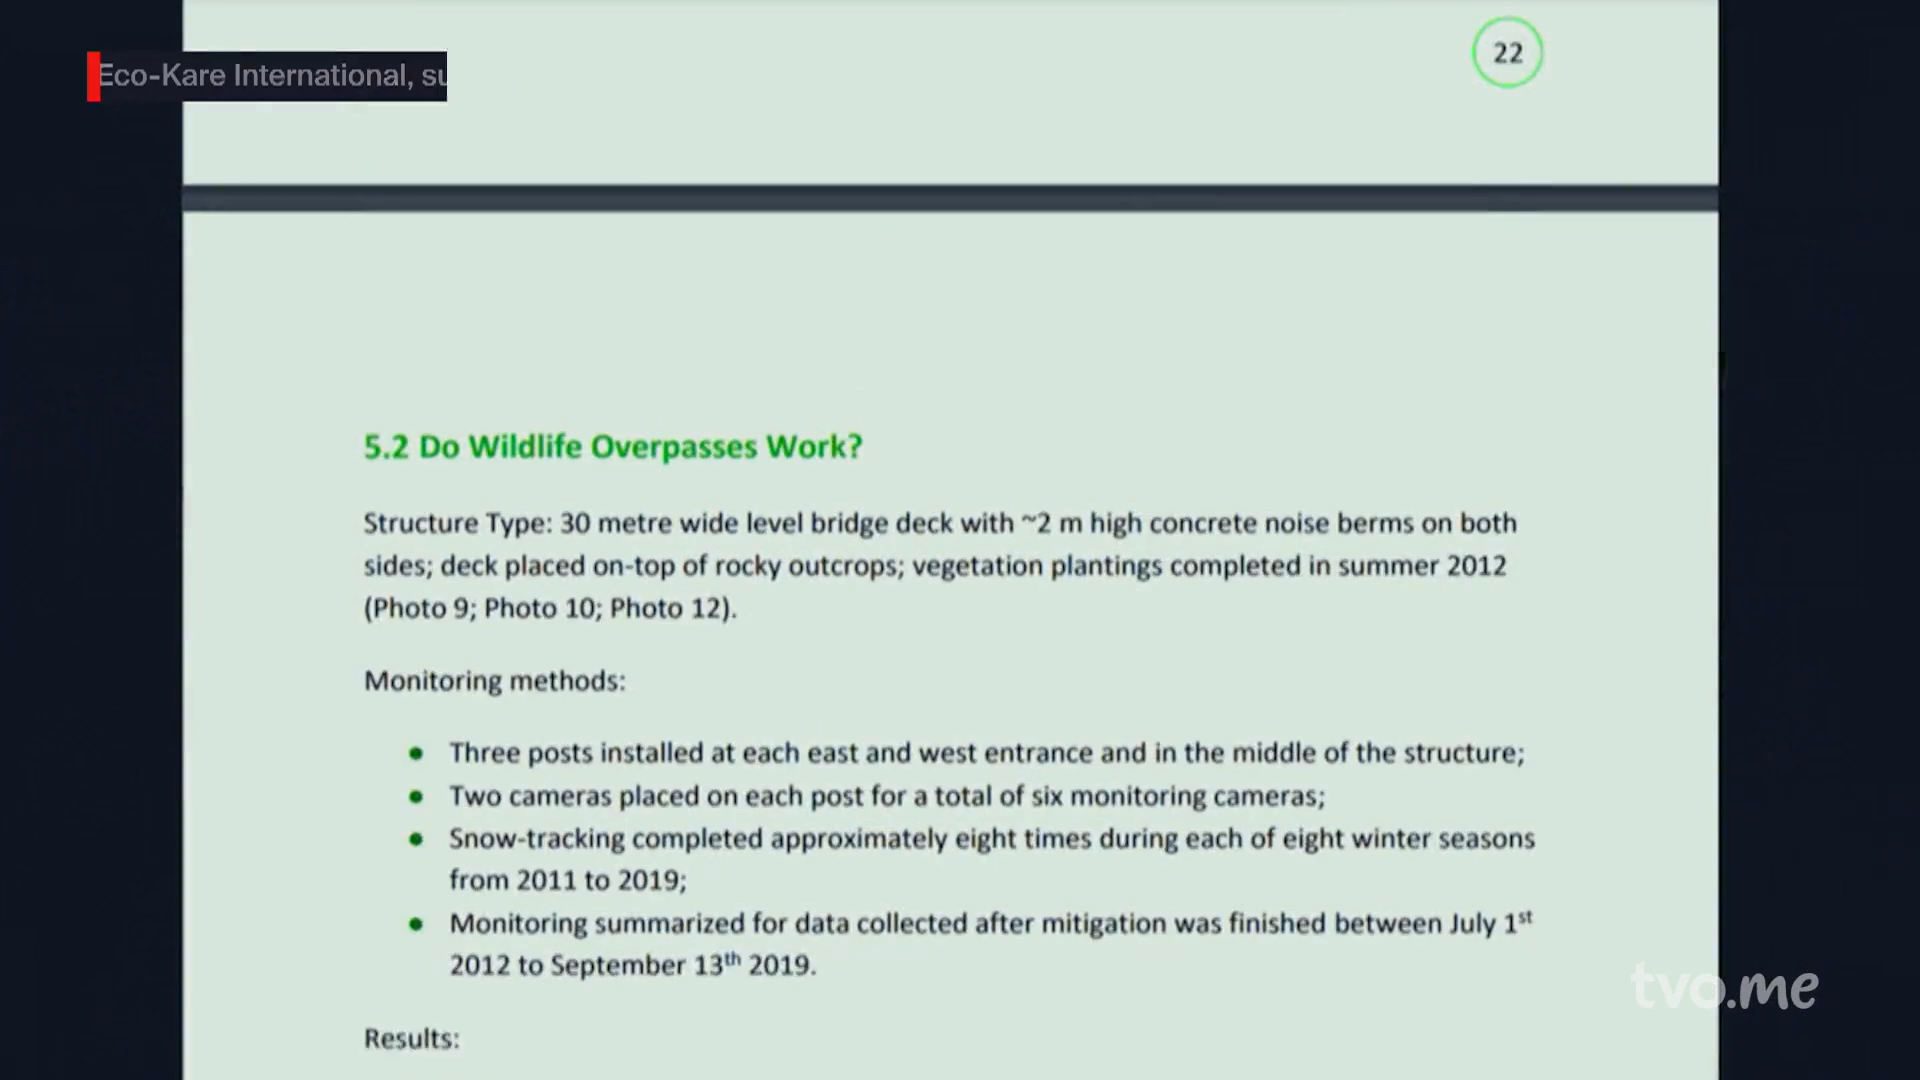 22
Eco-Kare International,
5.2 Do Wildlife Overpasses Work?
Structure Type: 30 metre wide level bridge deck with ~2 m high concrete noise berms on both
sides; deck placed on-top of rocky outcrops; vegetation plantings completed in summer 2012
(Photo 9; Photo 10; Photo 12).
Monitoring methods:
• Three posts installed at each east and west entrance and in the middle of the structure;
• Two cameras placed on each post for a total of six monitoring cameras;
• Snow-tracking completed approximately eight times during each of eight winter seasons
from 2011 to 2019;
• Monitoring summarized for data collected after mitigation was finished between July 1st
2012 to September 13th 2019.
Results:
tvo.me